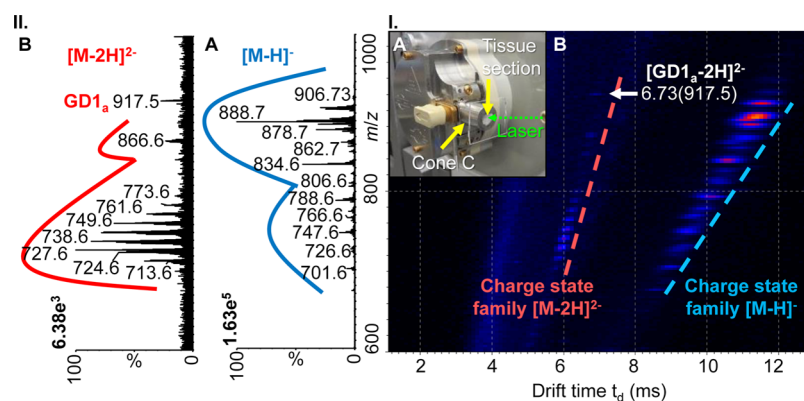 II.
B
[M-2H]²⁻
GD1ₐ 917.5
866.6
773.6
761.6
749.6
738.6
727.6
724.6
713.6
6.38e³
100
%
0
A
[M-H]⁻
906.73
888.7
878.7
862.7
834.6
806.6
788.6
766.6
747.6
726.6
701.6
1.63e⁵
100
%
0
1000
m/z
800
600
I.
A
Tissue
section
Laser
Cone C
B
[GD1ₐ-2H]²⁻
6.73(917.5)
Charge state
family [M-2H]²⁻
Charge state
family [M-H]⁻
2
4
6
8
10
12
Drift time t_d (ms)